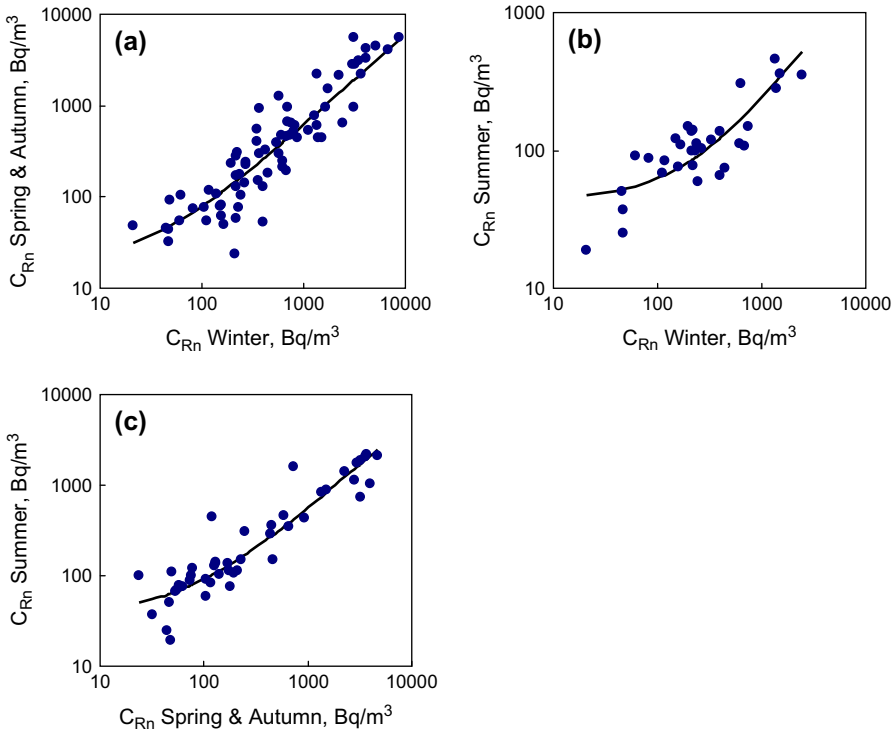 (a)
C_Rn Spring & Autumn, Bq/m³
10000
1000
100
10
10 100 1000 10000
C_Rn Winter, Bq/m³
(b)
C_Rn Summer, Bq/m³
1000
100
10
10 100 1000 10000
C_Rn Winter, Bq/m³
(c)
C_Rn Summer, Bq/m³
10000
1000
100
10
10 100 1000 10000
C_Rn Spring & Autumn, Bq/m³